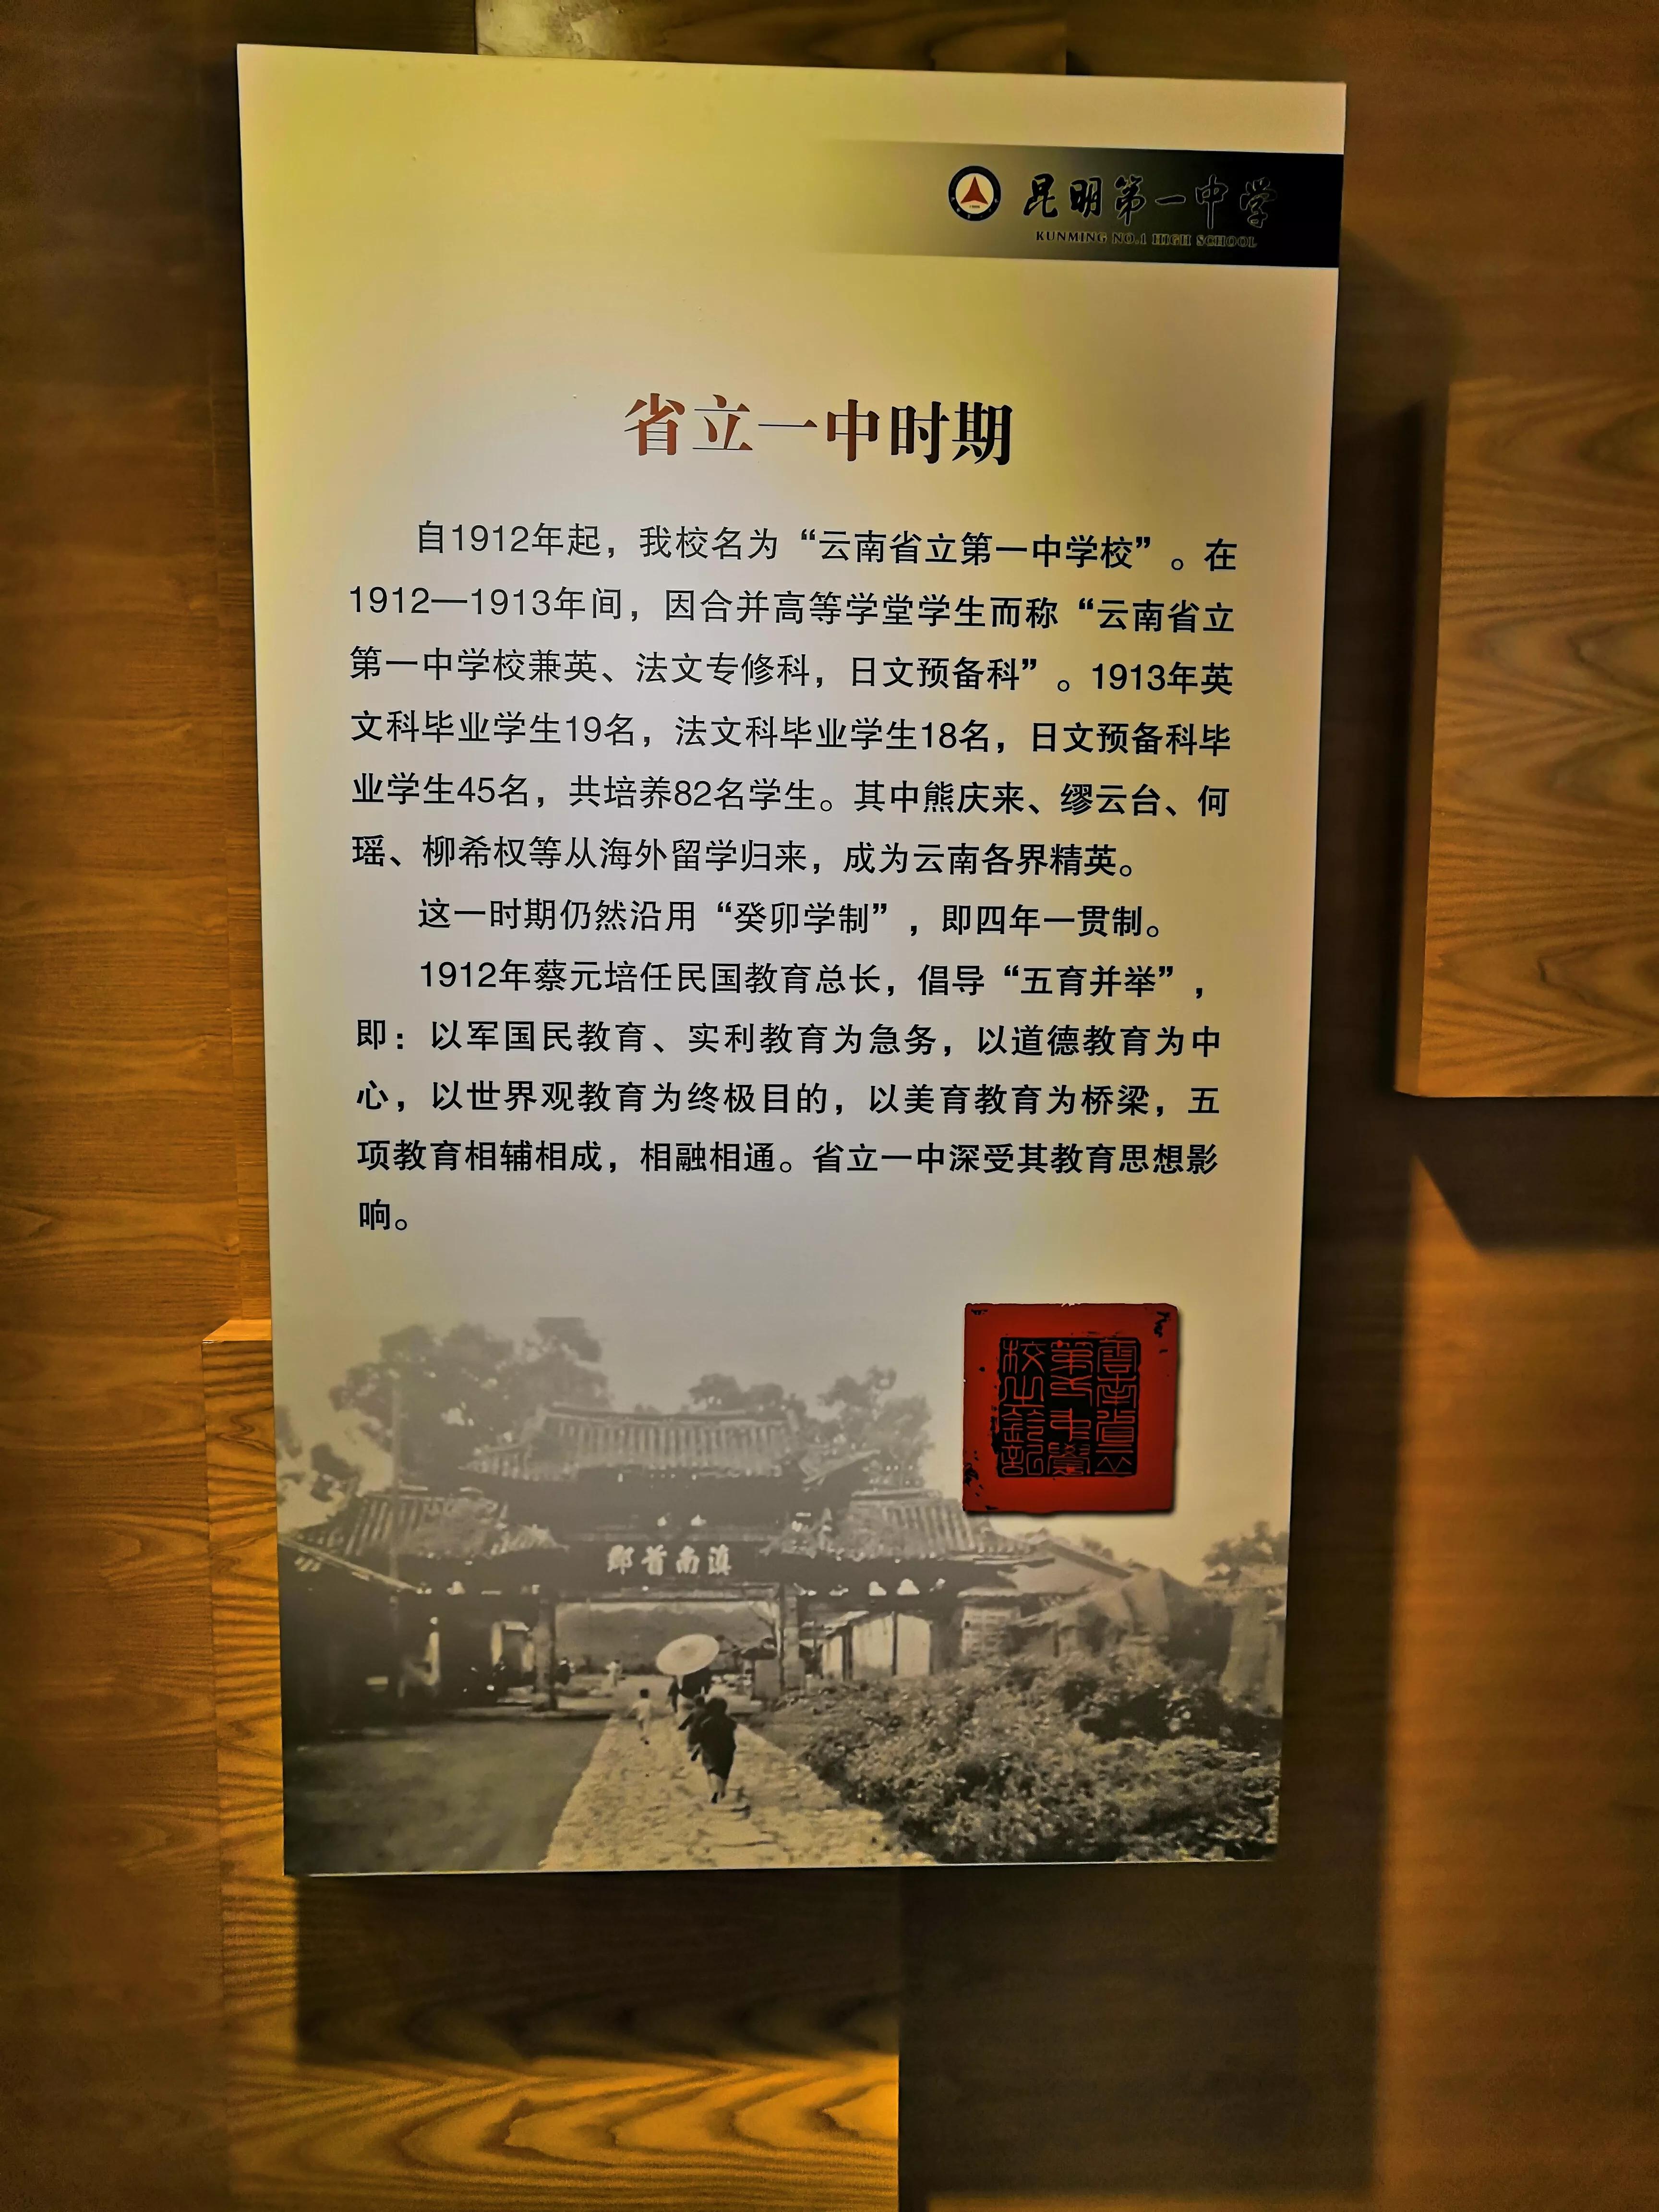 昆明第一中学
KUNMING NO.1 HIGH SCHOOL
省立一中时期
自1912年起，我校名为“云南省立第一中学校”。在
1912—1913年间，因合并高等学堂学生而称“云南省立
第一中学校兼英、法文专修科，日文预备科”。1913年英
文科毕业学生19名，法文科毕业学生18名，日文预备科毕
业学生45名，共培养82名学生。其中熊庆来、缪云台、何
瑶、柳希权等从海外留学归来，成为云南各界精英。
这一时期仍然沿用“癸卯学制”，即四年一贯制。
1912年蔡元培任民国教育总长，倡导“五育并举”，
即：以军国民教育、实利教育为急务，以道德教育为中
心，以世界观教育为终极目的，以美育教育为桥梁，五
项教育相辅相成，相融相通。省立一中深受其教育思想影
响。
滇南首郡